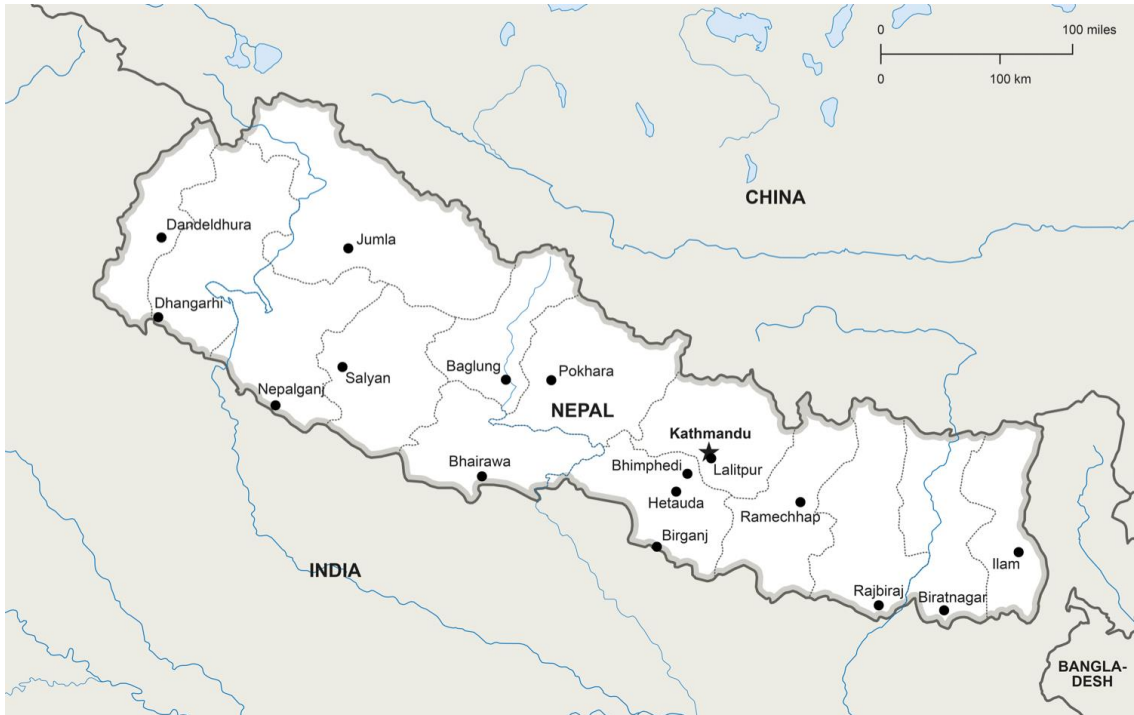 0 100 miles
0 100 km
CHINA
Dandeldhura
Jumla
Dhangarhi
Baglung
Pokhara
Salyan
Nepalganj
NEPAL
Kathmandu
Bhairawa
Bhimphedi
Lalitpur
Hetauda
Ramechhap
Birganj
Ilam
INDIA
Rajbiraj
Biratnagar
BANGLA-
DESH